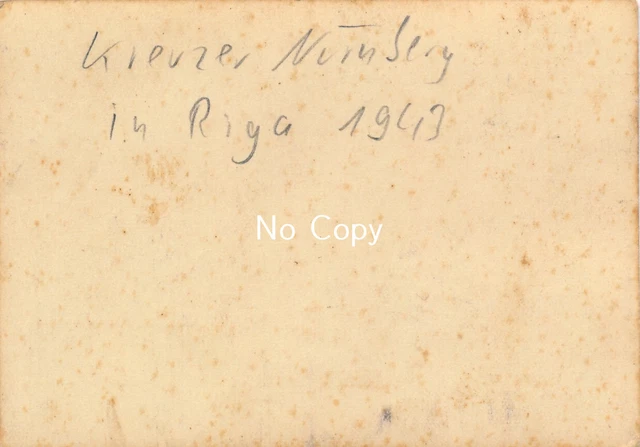 Kreuzer Nürnberg
in Riga 1943
No Copy